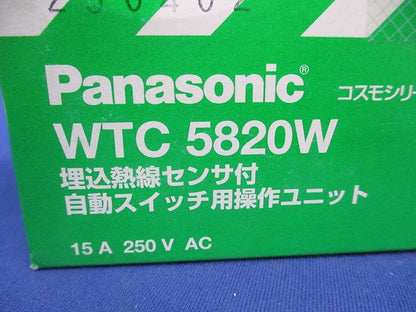 Panasonic®
コスモシリー
WTC 5820W
埋込熱線センサ付
自動スイッチ用操作ユニット
15 A 250 V AC